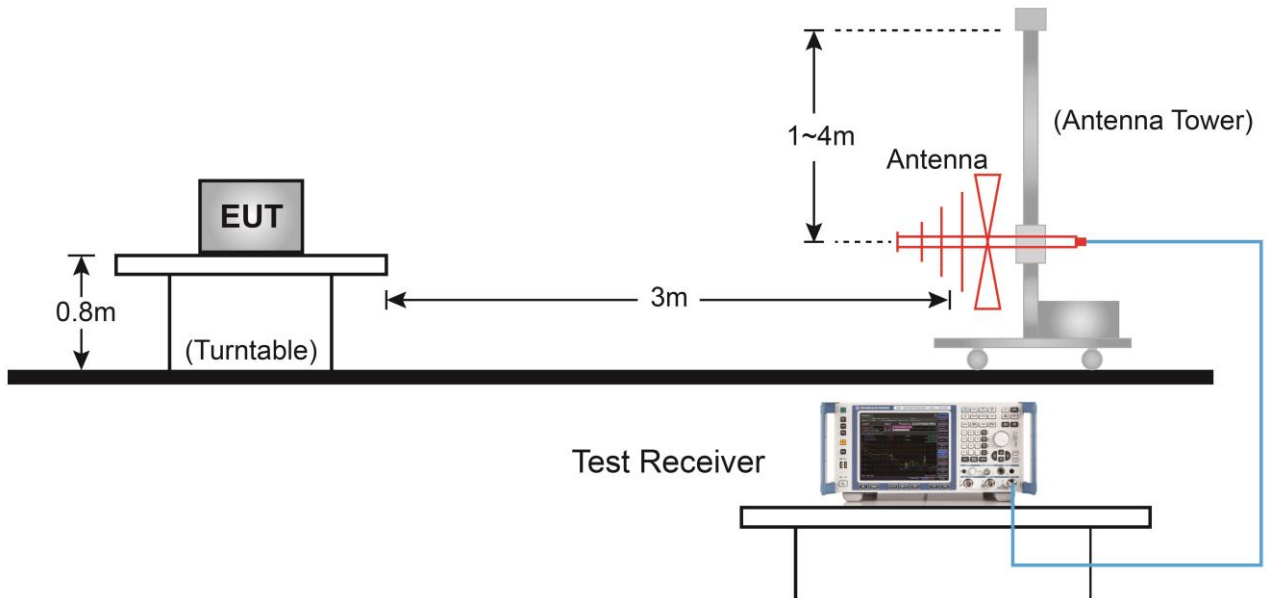 1~4m
(Antenna Tower)
Antenna
EUT
0.8m
3m
(Turntable)
Test Receiver